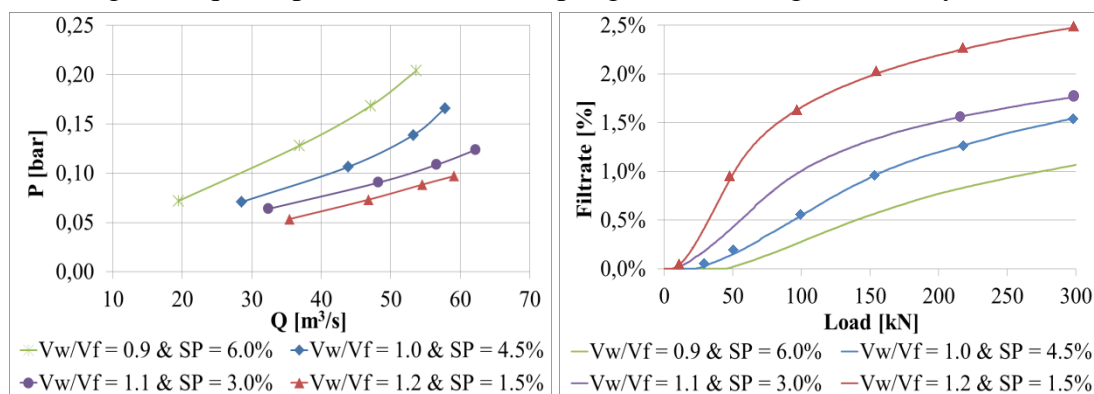 0,25
0,20
0,15
0,10
0,05
0,00
P [bar]
10 20 30 40 50 60 70
Q [m³/s]
Vw/Vf = 0.9 & SP = 6.0%
Vw/Vf = 1.0 & SP = 4.5%
Vw/Vf = 1.1 & SP = 3.0%
Vw/Vf = 1.2 & SP = 1.5%
2,5%
2,0%
1,5%
1,0%
0,5%
0,0%
Filtrate [%]
0 50 100 150 200 250 300
Load [kN]
Vw/Vf = 0.9 & SP = 6.0%
Vw/Vf = 1.0 & SP = 4.5%
Vw/Vf = 1.1 & SP = 3.0%
Vw/Vf = 1.2 & SP = 1.5%